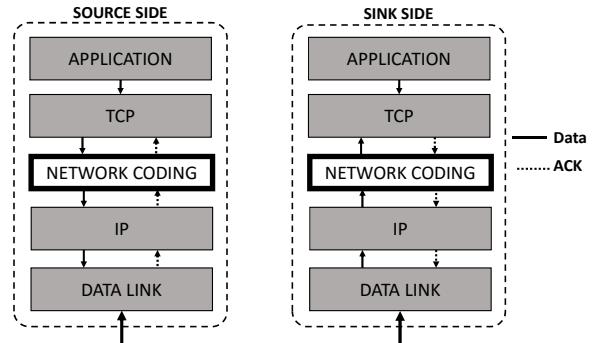 SOURCE SIDE
APPLICATION
TCP
NETWORK CODING
IP
DATA LINK
SINK SIDE
APPLICATION
TCP
NETWORK CODING
IP
DATA LINK
Data
ACK